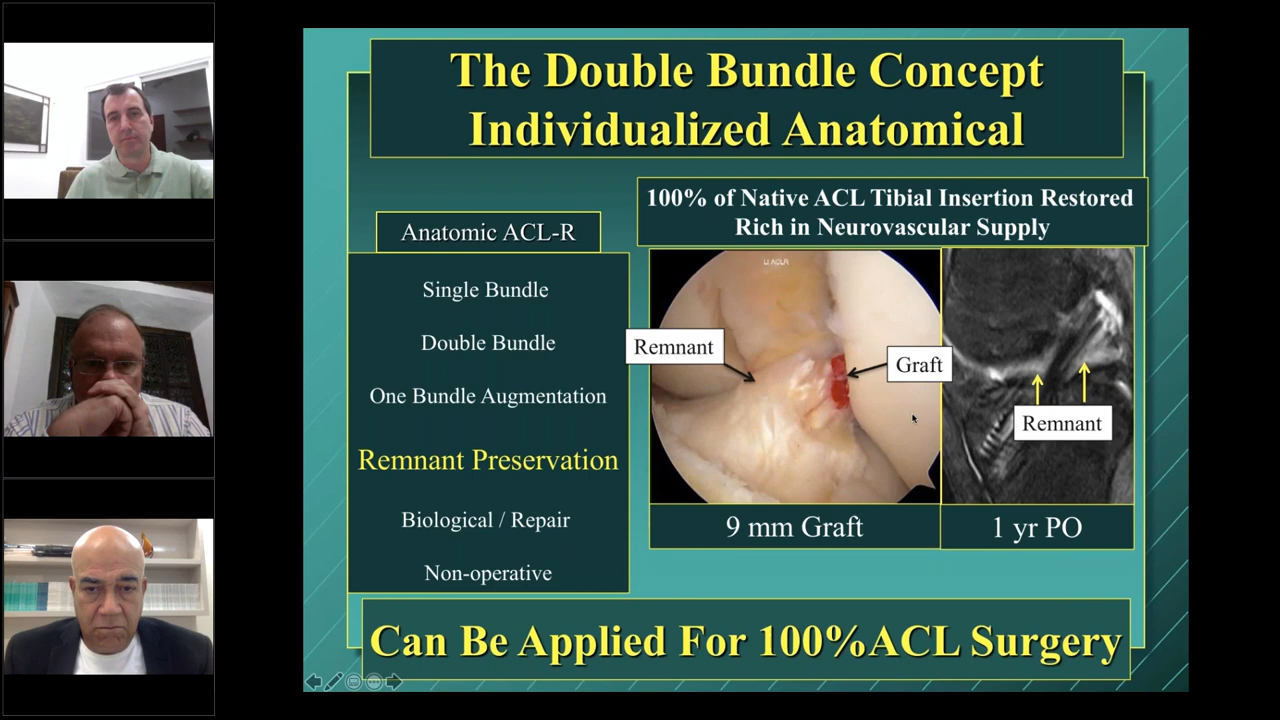 The Double Bundle Concept
Individualized Anatomical
100% of Native ACL Tibial Insertion Restored
Rich in Neurovascular Supply
Anatomic ACL-R
Single Bundle
Double Bundle
One Bundle Augmentation
Remnant Preservation
Biological / Repair
Non-operative
Lt ACLR
Remnant
Graft
Remnant
9 mm Graft
1 yr PO
Can Be Applied For 100%ACL Surgery